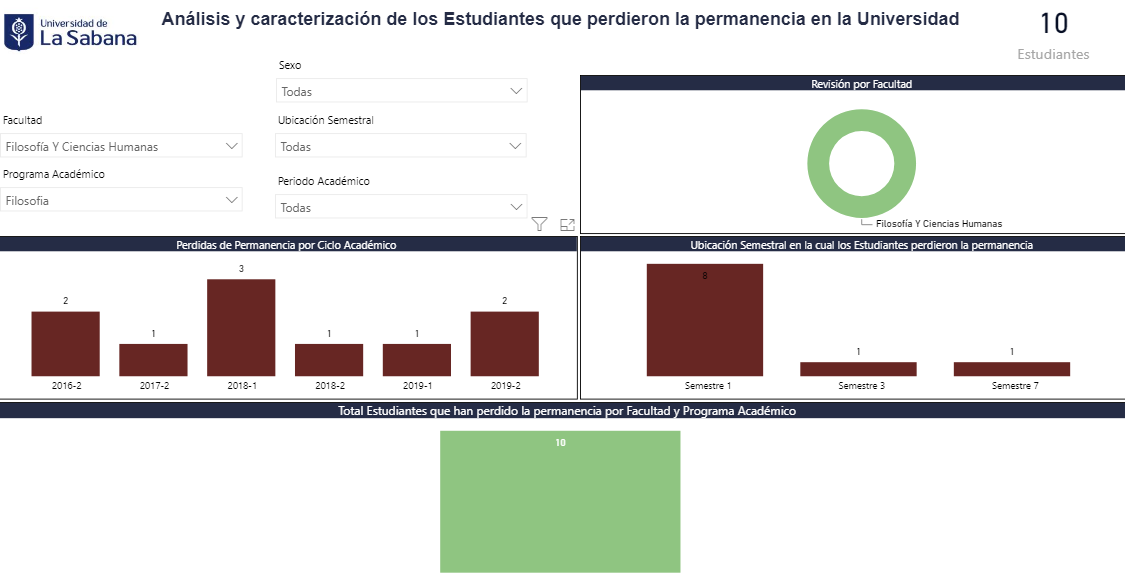 Universidad de
La Sabana
Análisis y caracterización de los Estudiantes que perdieron la permanencia en la Universidad
10
Estudiantes
Sexo
Todas
Facultad
Filosofía Y Ciencias Humanas
Ubicación Semestral
Todas
Programa Académico
Filosofia
Periodo Académico
Todas
Revisión por Facultad
Filosofía Y Ciencias Humanas
Perdidas de Permanencia por Ciclo Académico
2
1
3
1
1
2
2016-2
2017-2
2018-1
2018-2
2019-1
2019-2
Ubicación Semestral en la cual los Estudiantes perdieron la permanencia
8
1
1
Semestre 1
Semestre 3
Semestre 7
Total Estudiantes que han perdido la permanencia por Facultad y Programa Académico
10